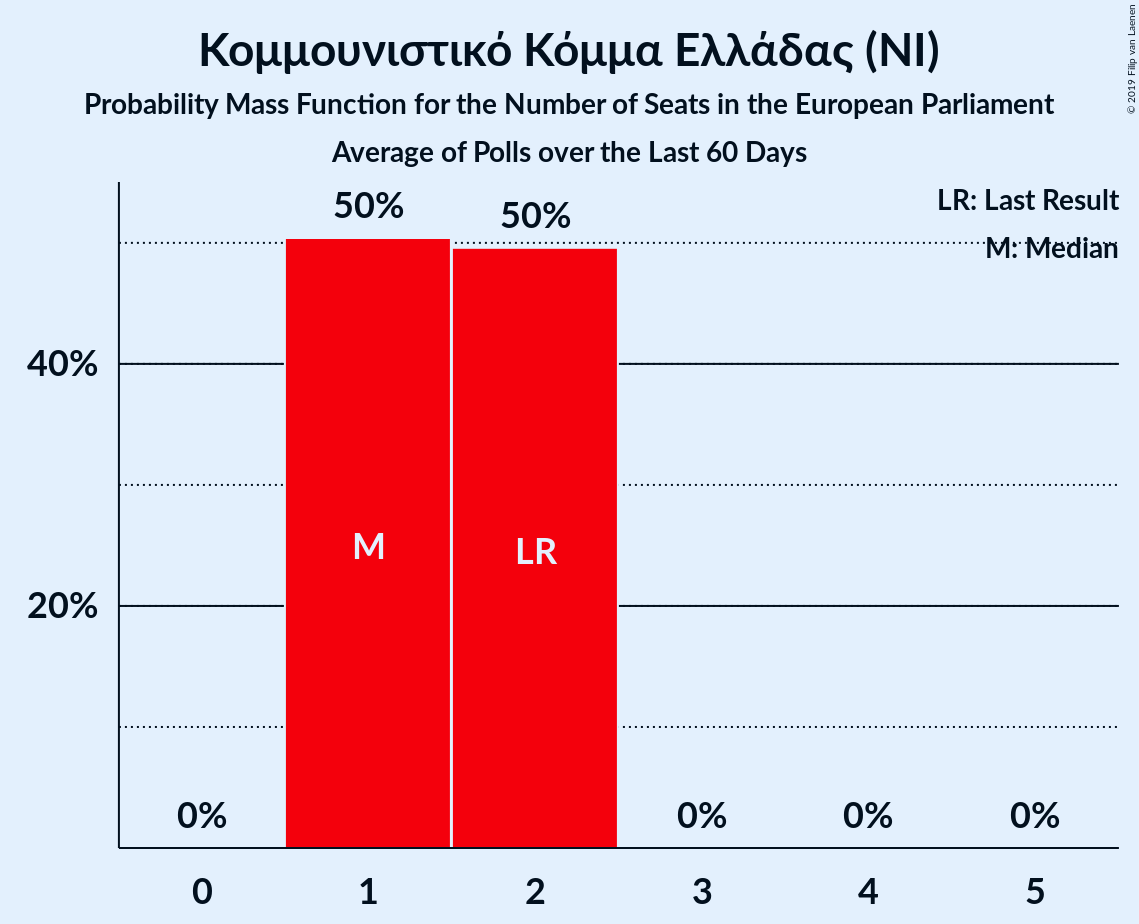 Κομμουνιστικό Κόμμα Ελλάδας (NI)
Probability Mass Function for the Number of Seats in the European Parliament
Average of Polls over the Last 60 Days
© 2019 Filip van Laenen
LR: Last Result
M: Median
50%
50%
40%
20%
M
LR
0%
0%
0%
0%
0
1
2
3
4
5